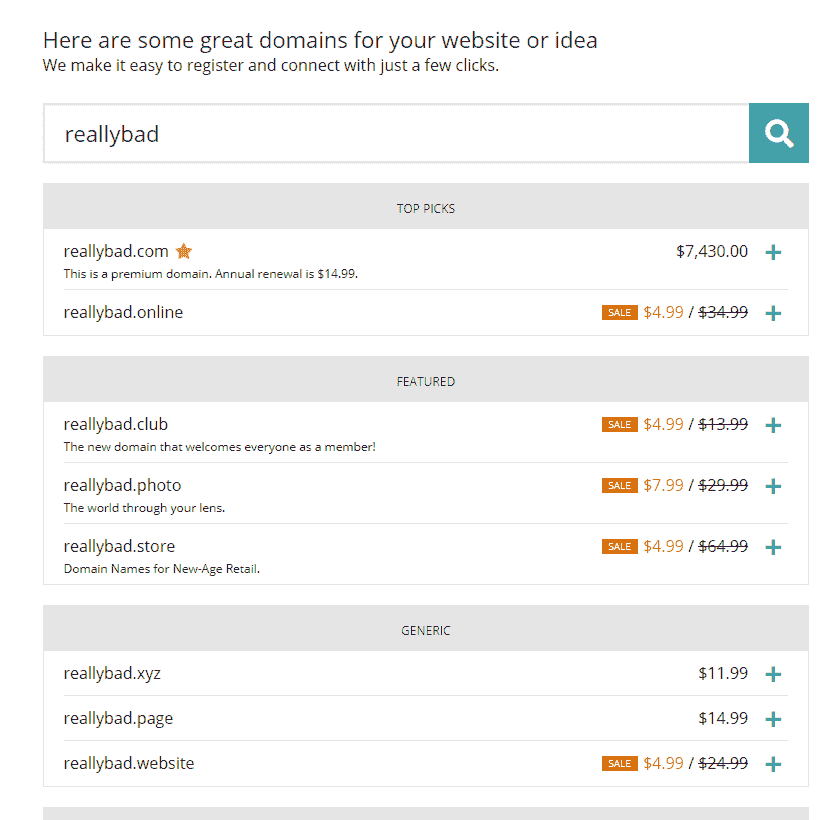 Here are some great domains for your website or idea
We make it easy to register and connect with just a few clicks.
reallybad
TOP PICKS
reallybad.com $7,430.00
This is a premium domain. Annual renewal is $14.99.
reallybad.online SALE $4.99 / $34.99
FEATURED
reallybad.club SALE $4.99 / $13.99
The new domain that welcomes everyone as a member!
reallybad.photo SALE $7.99 / $29.99
The world through your lens.
reallybad.store SALE $4.99 / $64.99
Domain Names for New-Age Retail.
GENERIC
reallybad.xyz $11.99
reallybad.page $14.99
reallybad.website SALE $4.99 / $24.99